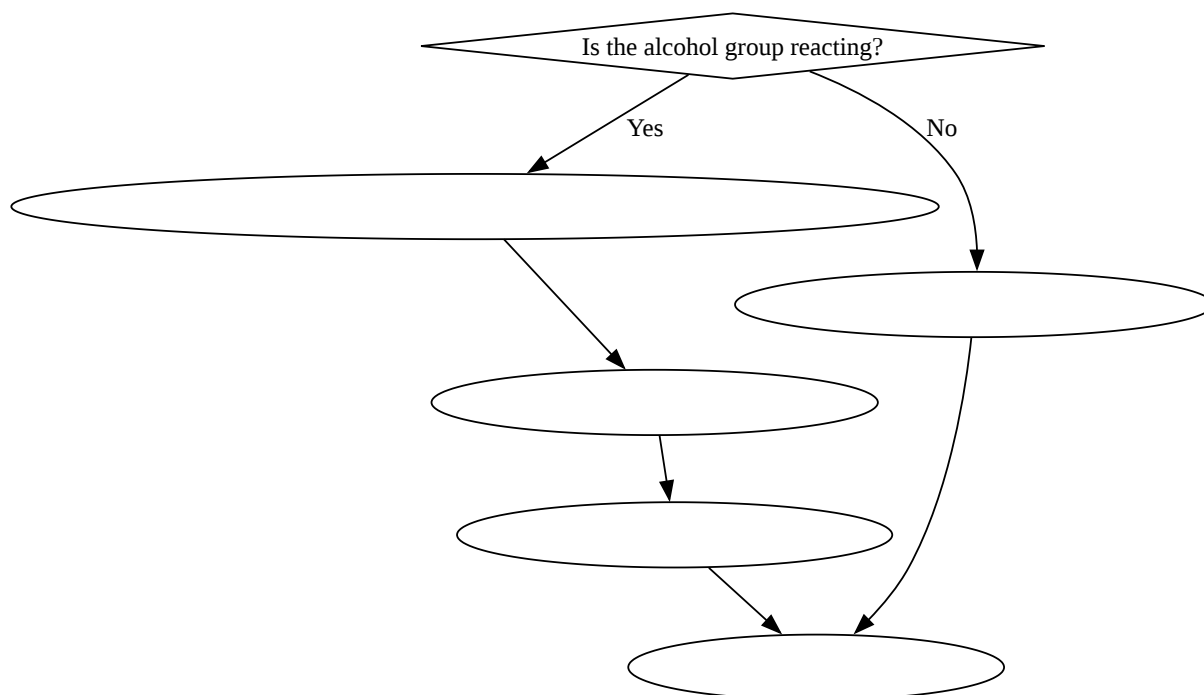 Is the alcohol group reacting?
Yes
No